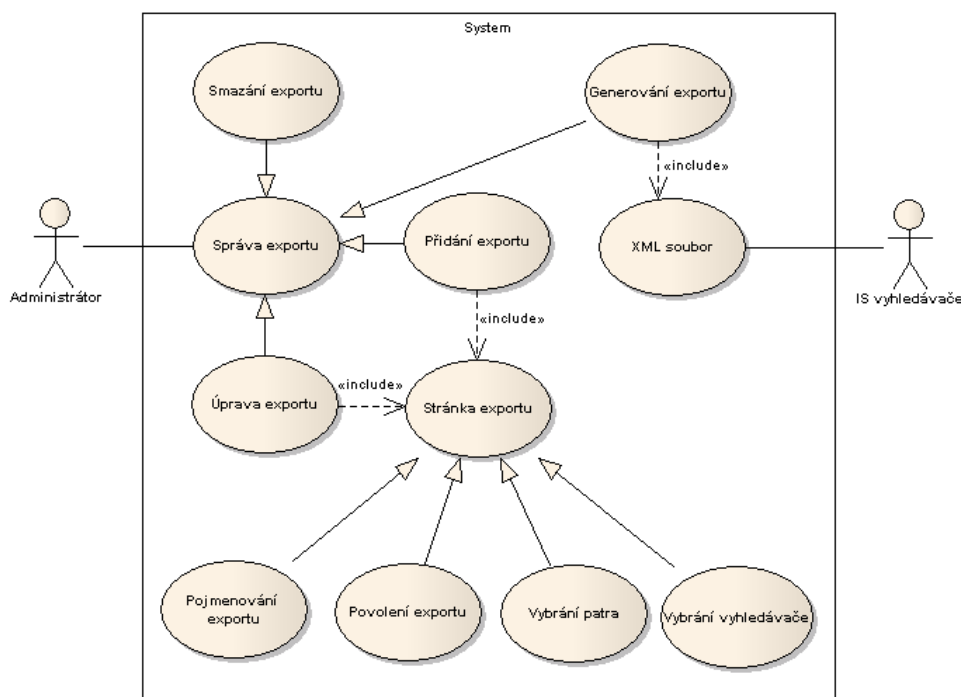 System
Smazání exportu
Generování exportu
«include»
Správa exportu
Přidání exportu
XML soubor
Administrátor
IS vyhledávače
«include»
«include»
Úprava exportu
Stránka exportu
Pojmenování
exportu
Povolení exportu
Vybrání patra
Vybrání vyhledávače